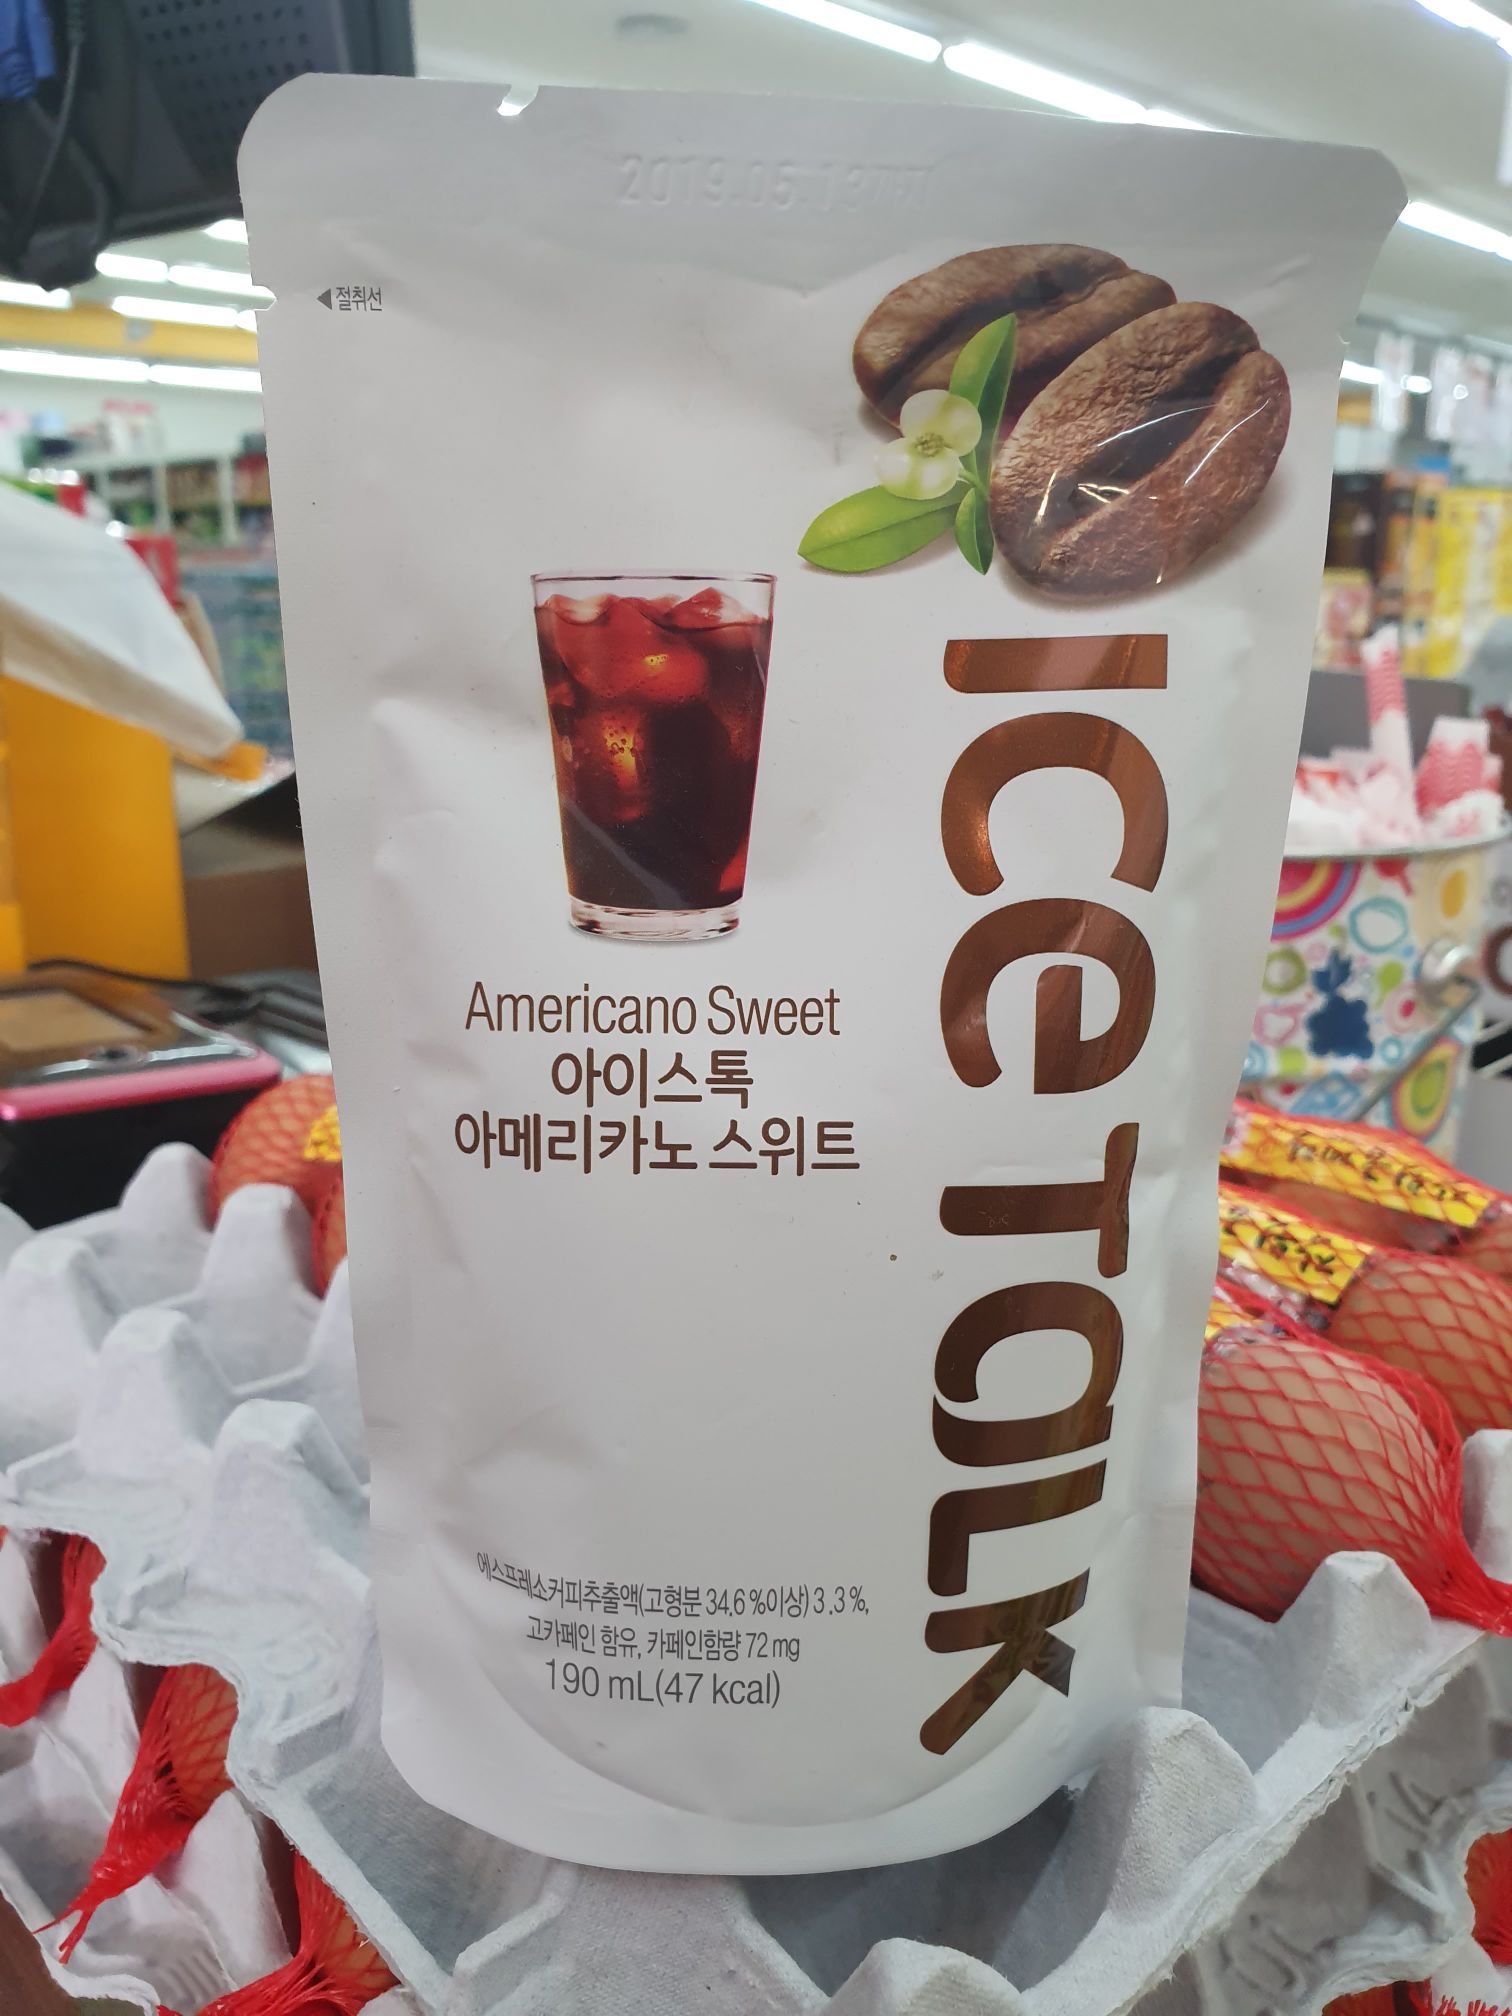 2019.05.13까지
◀절취선
Ice Talk
Americano Sweet
아이스톡
아메리카노 스위트
에스프레소커피추출액(고형분 34.6%이상) 3.3%,
고카페인 함유, 카페인함량 72 mg
190 mL(47 kcal)